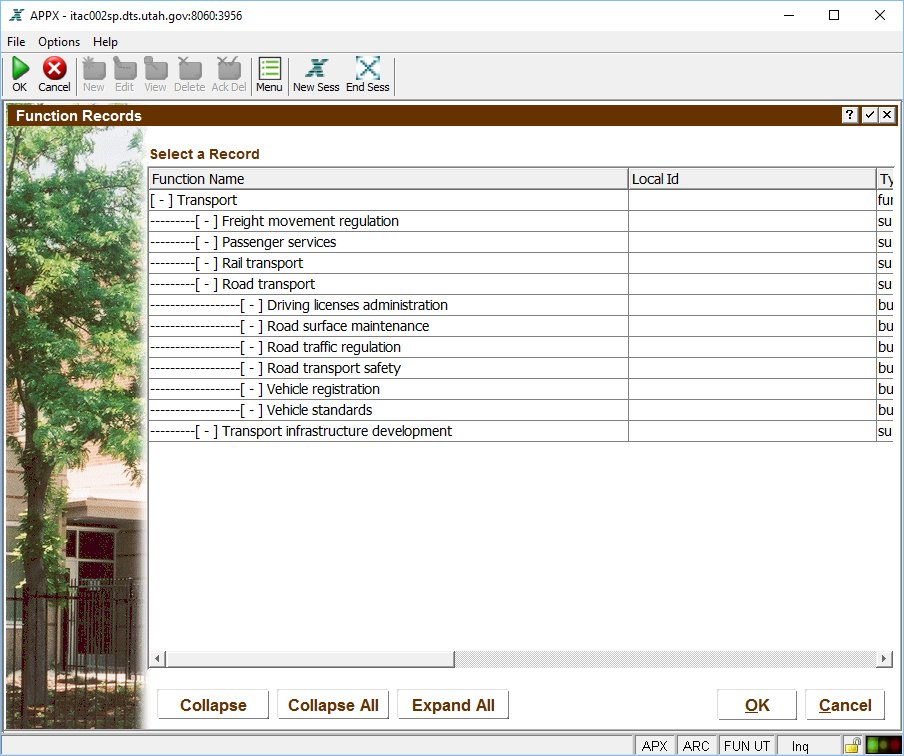 APPX - itac002sp.dts.utah.gov:8060:3956
File Options Help
OK Cancel New Edit View Delete Ack Del Menu New Sess End Sess
Function Records ?
Select a Record
Function Name Local Id Ty
[ - ] Transport fun
---------[ - ] Freight movement regulation su
---------[ - ] Passenger services su
---------[ - ] Rail transport su
---------[ - ] Road transport su
------------------[ - ] Driving licenses administration bu
------------------[ - ] Road surface maintenance bu
------------------[ - ] Road traffic regulation bu
------------------[ - ] Road transport safety bu
------------------[ - ] Vehicle registration bu
------------------[ - ] Vehicle standards bu
---------[ - ] Transport infrastructure development su
Collapse Collapse All Expand All OK Cancel
APX ARC FUN UT Inq